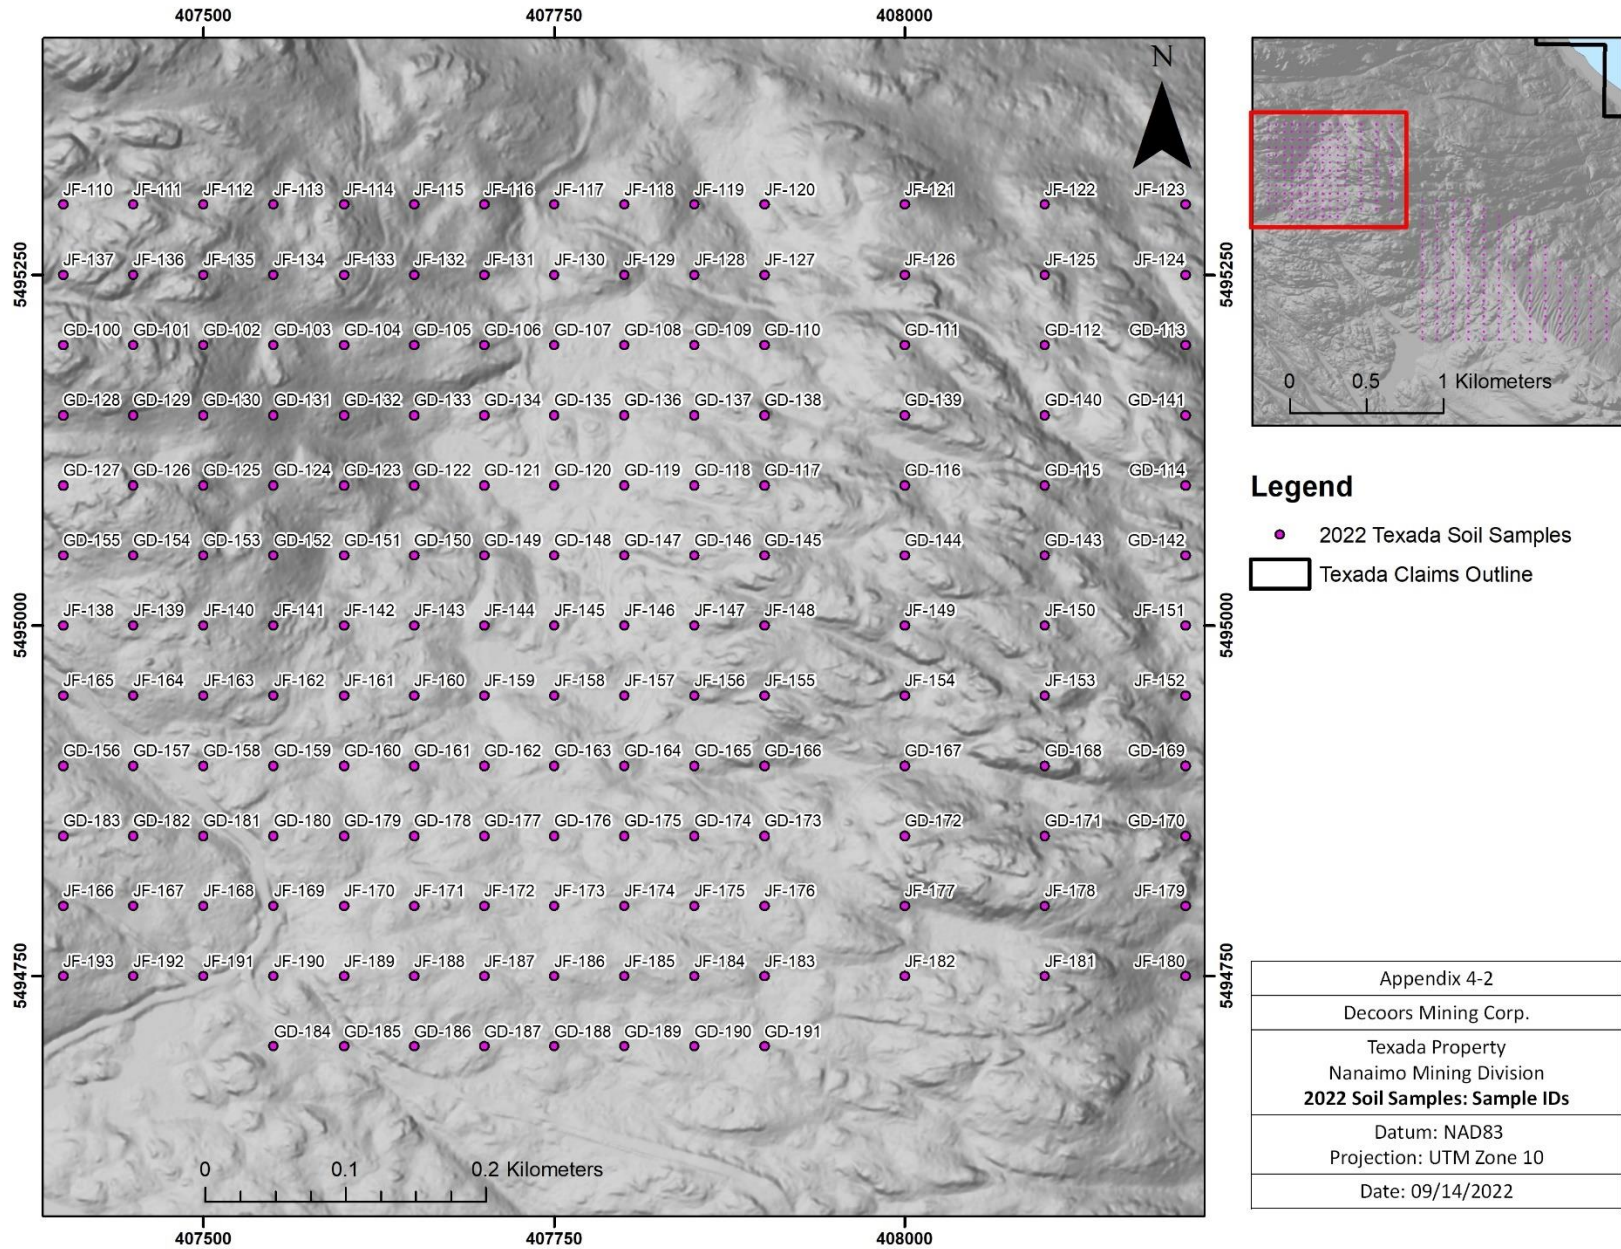 407500 407750 408000
N
JF-110 JF-111 JF-112 JF-113 JF-114 JF-115 JF-116 JF-117 JF-118 JF-119 JF-120 JF-121 JF-122 JF-123
5495250 JF-137 JF-136 JF-135 JF-134 JF-133 JF-132 JF-131 JF-130 JF-129 JF-128 JF-127 JF-126 JF-125 JF-124 5495250
GD-100 GD-101 GD-102 GD-103 GD-104 GD-105 GD-106 GD-107 GD-108 GD-109 GD-110 GD-111 GD-112 GD-113
GD-128 GD-129 GD-130 GD-131 GD-132 GD-133 GD-134 GD-135 GD-136 GD-137 GD-138 GD-139 GD-140 GD-141
GD-127 GD-126 GD-125 GD-124 GD-123 GD-122 GD-121 GD-120 GD-119 GD-118 GD-117 GD-116 GD-115 GD-114
GD-155 GD-154 GD-153 GD-152 GD-151 GD-150 GD-149 GD-148 GD-147 GD-146 GD-145 GD-144 GD-143 GD-142
5495000 JF-138 JF-139 JF-140 JF-141 JF-142 JF-143 JF-144 JF-145 JF-146 JF-147 JF-148 JF-149 JF-150 JF-151 5495000
JF-165 JF-164 JF-163 JF-162 JF-161 JF-160 JF-159 JF-158 JF-157 JF-156 JF-155 JF-154 JF-153 JF-152
GD-156 GD-157 GD-158 GD-159 GD-160 GD-161 GD-162 GD-163 GD-164 GD-165 GD-166 GD-167 GD-168 GD-169
GD-183 GD-182 GD-181 GD-180 GD-179 GD-178 GD-177 GD-176 GD-175 GD-174 GD-173 GD-172 GD-171 GD-170
JF-166 JF-167 JF-168 JF-169 JF-170 JF-171 JF-172 JF-173 JF-174 JF-175 JF-176 JF-177 JF-178 JF-179
5494750 JF-193 JF-192 JF-191 JF-190 JF-189 JF-188 JF-187 JF-186 JF-185 JF-184 JF-183 JF-182 JF-181 JF-180 5494750
GD-184 GD-185 GD-186 GD-187 GD-188 GD-189 GD-190 GD-191
0 0.1 0.2 Kilometers
407500 407750 408000
0 0.5 1 Kilometers
Legend
2022 Texada Soil Samples
Texada Claims Outline
Appendix 4-2
Decoors Mining Corp.
Texada Property
Nanaimo Mining Division
2022 Soil Samples: Sample IDs
Datum: NAD83
Projection: UTM Zone 10
Date: 09/14/2022